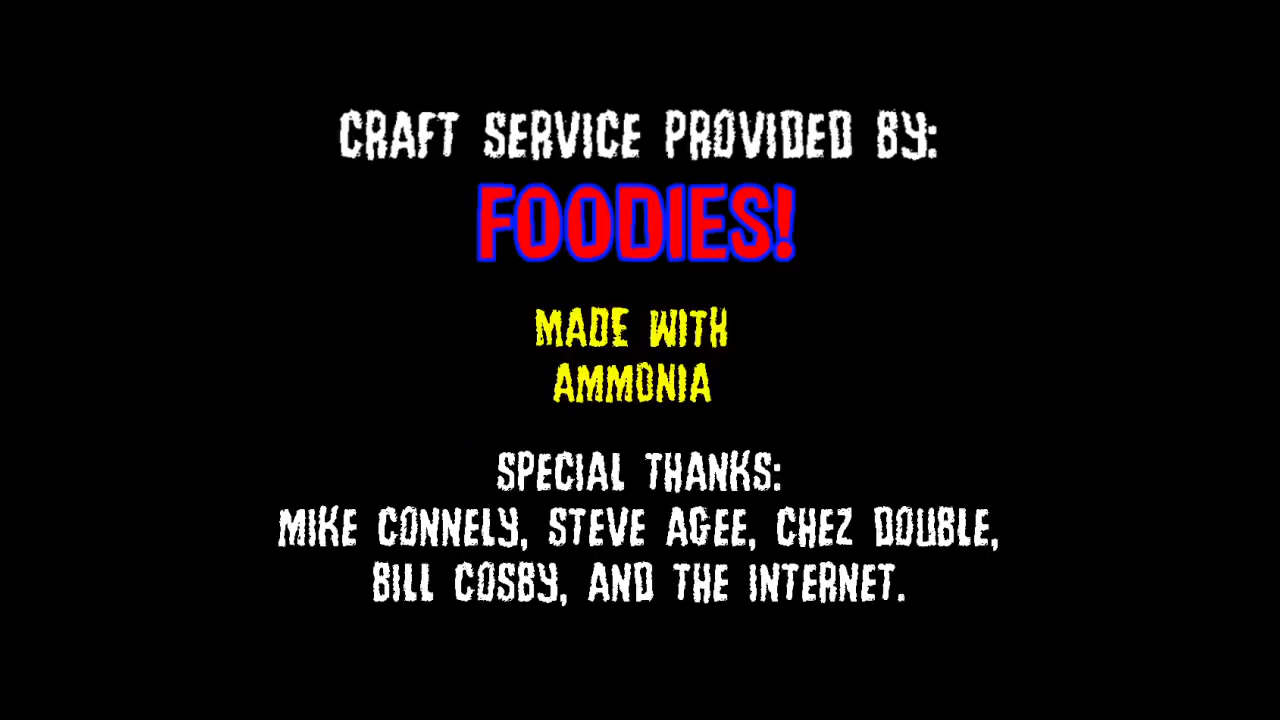 CRAFT SERVICE PROVIDED BY:
FOODIES!
MADE WITH
AMMONIA
SPECIAL THANKS:
MIKE CONNELY, STEVE AGEE, CHEZ DOUBLE,
BILL COSBY, AND THE INTERNET.